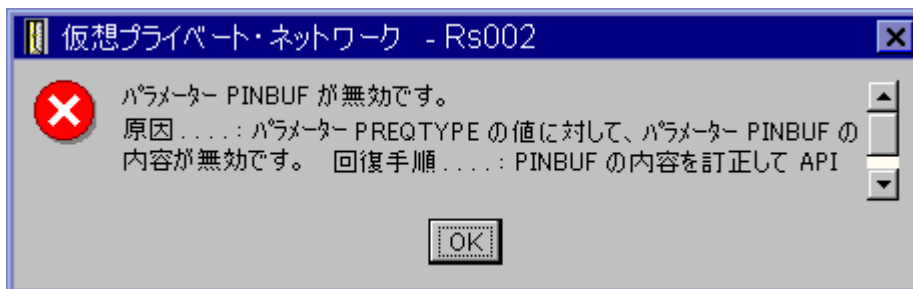 仮想プライベート・ネットワーク - Rs002
パラメーター PINBUF が無効です。
原因 . . . . : パラメーター PREQTYPE の値に対して、パラメーター PINBUF の
内容が無効です。 回復手順 . . . . : PINBUF の内容を訂正して API
OK